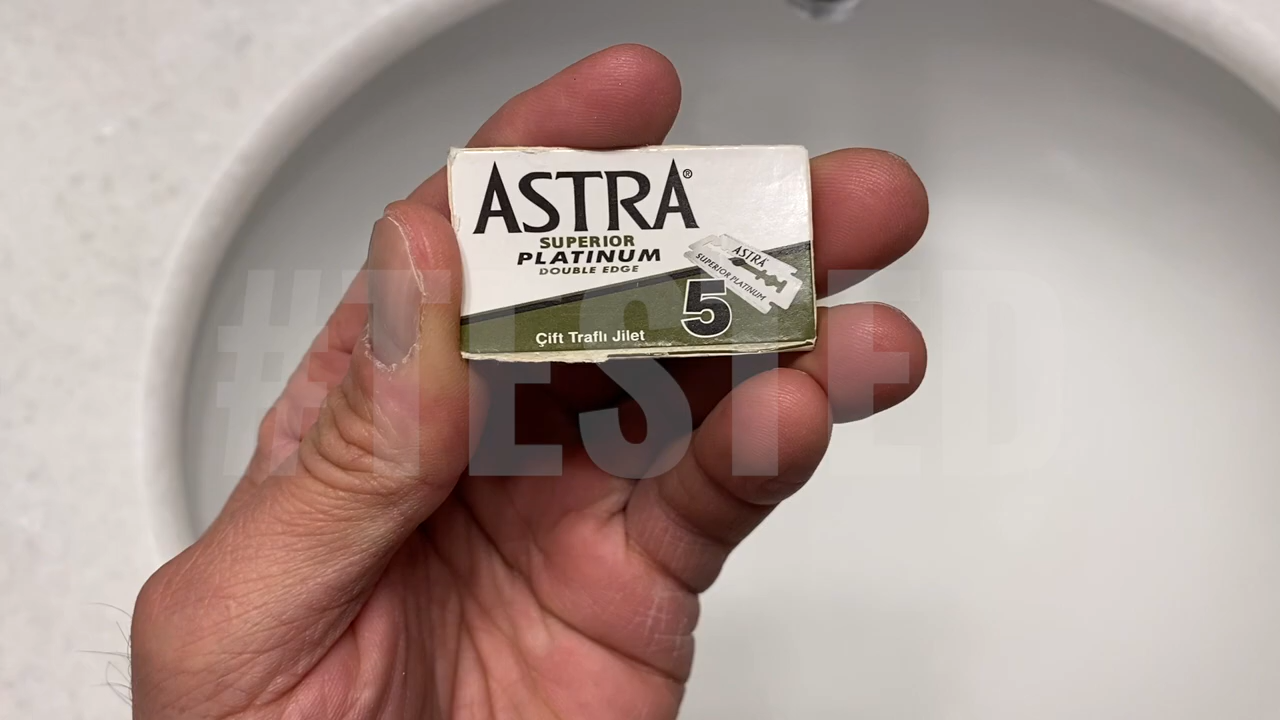 ASTRA®
SUPERIOR
PLATINUM
DOUBLE EDGE
ASTRA
SUPERIOR PLATINUM
5
Çift Traflı Jilet
#TESTED